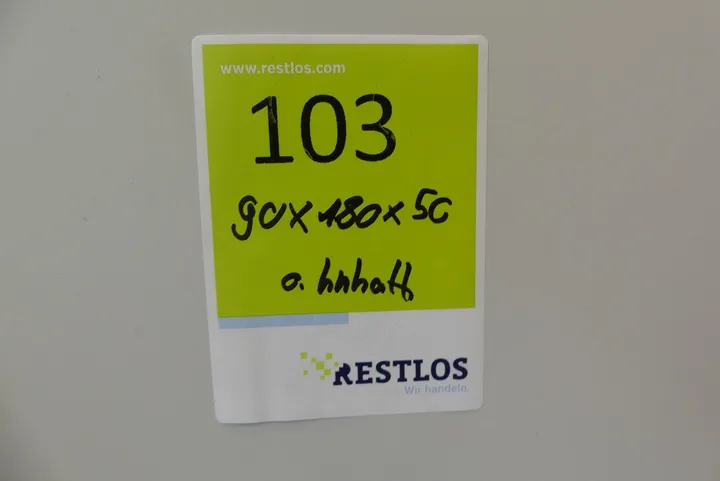 www.restlos.com
103
90x180x50
o. Inhalt
RESTLOS
Wir handeln.